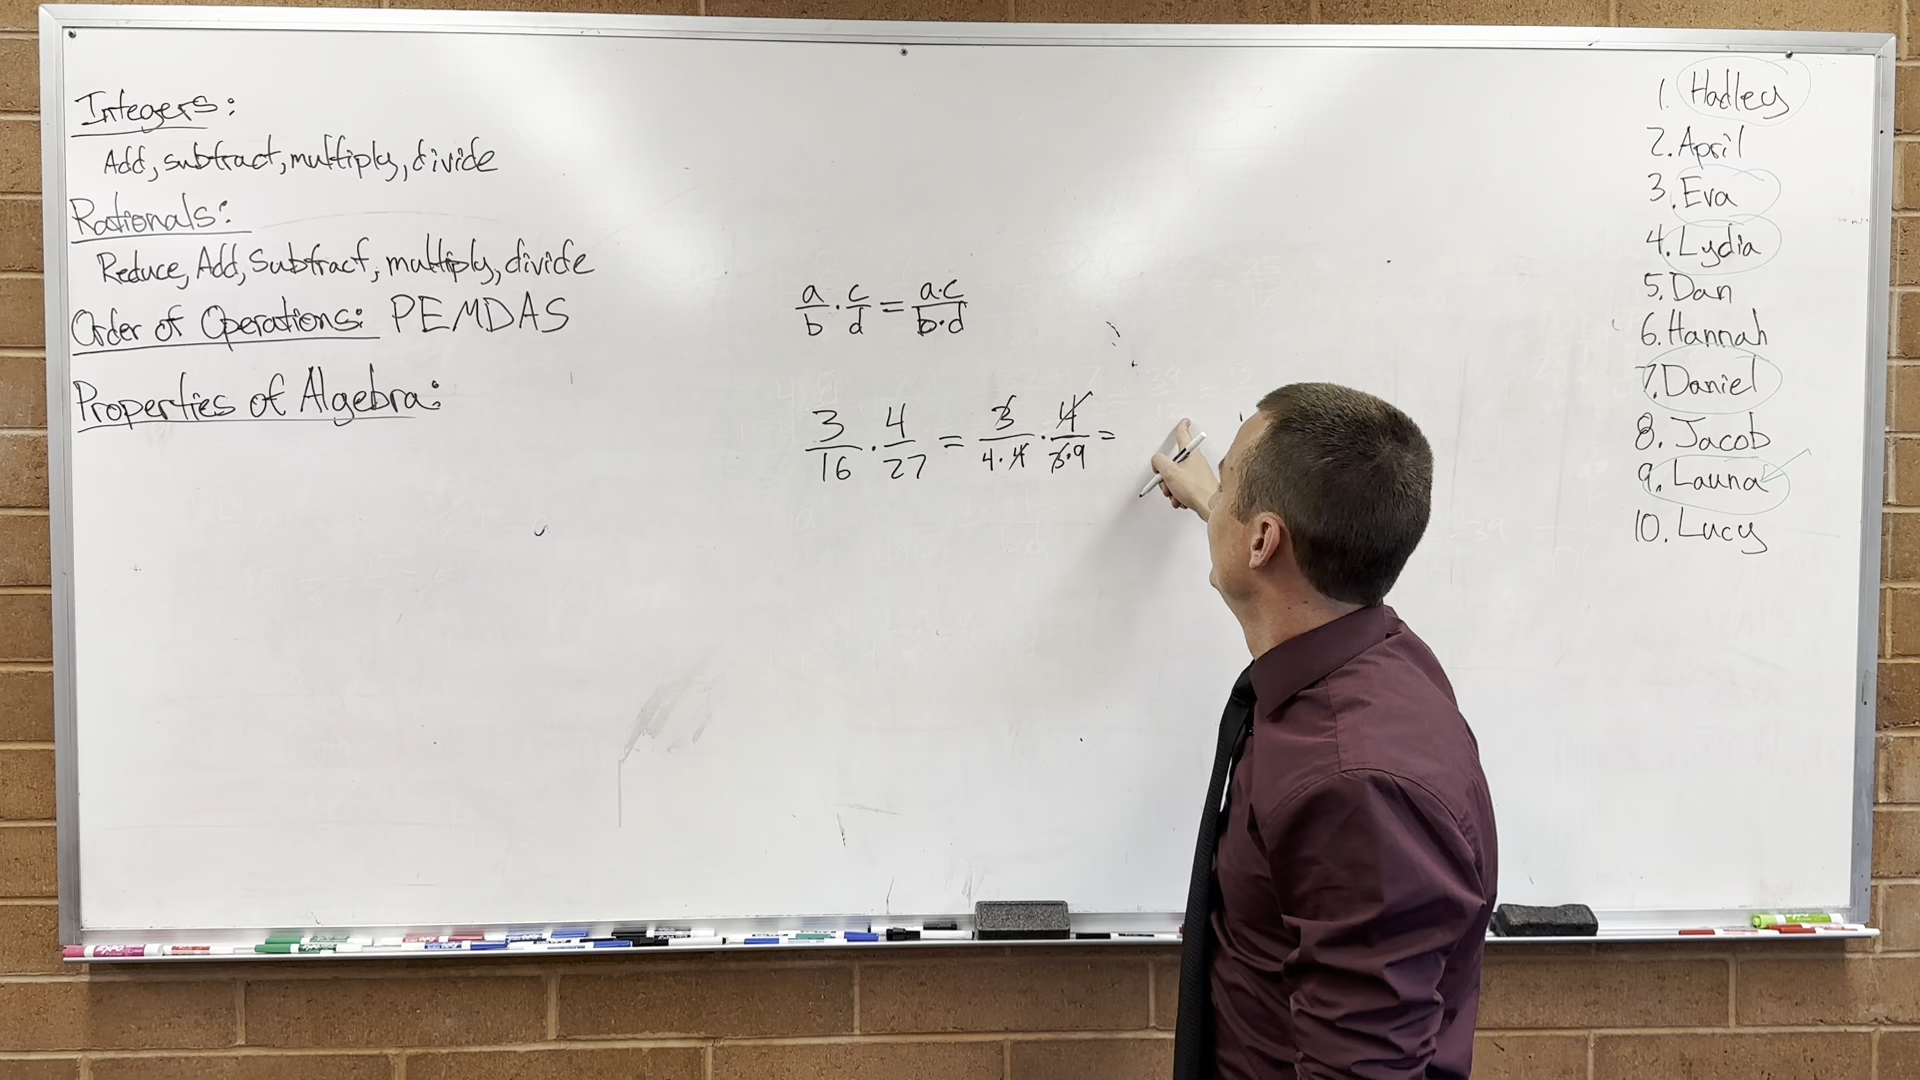 Integers:
Add, subtract, multiply, divide
Rationals:
Reduce, Add, Subtract, multiply, divide
Order of Operations: PEMDAS
Properties of Algebra:
a/b · c/d = a·c/b·d
3/16 · 4/27 = 3/4·4 · 4/3·9 =
1. Hadley
2. April
3. Eva
4. Lydia
5. Dan
6. Hannah
7. Daniel
8. Jacob
9. Launa
10. Lucy